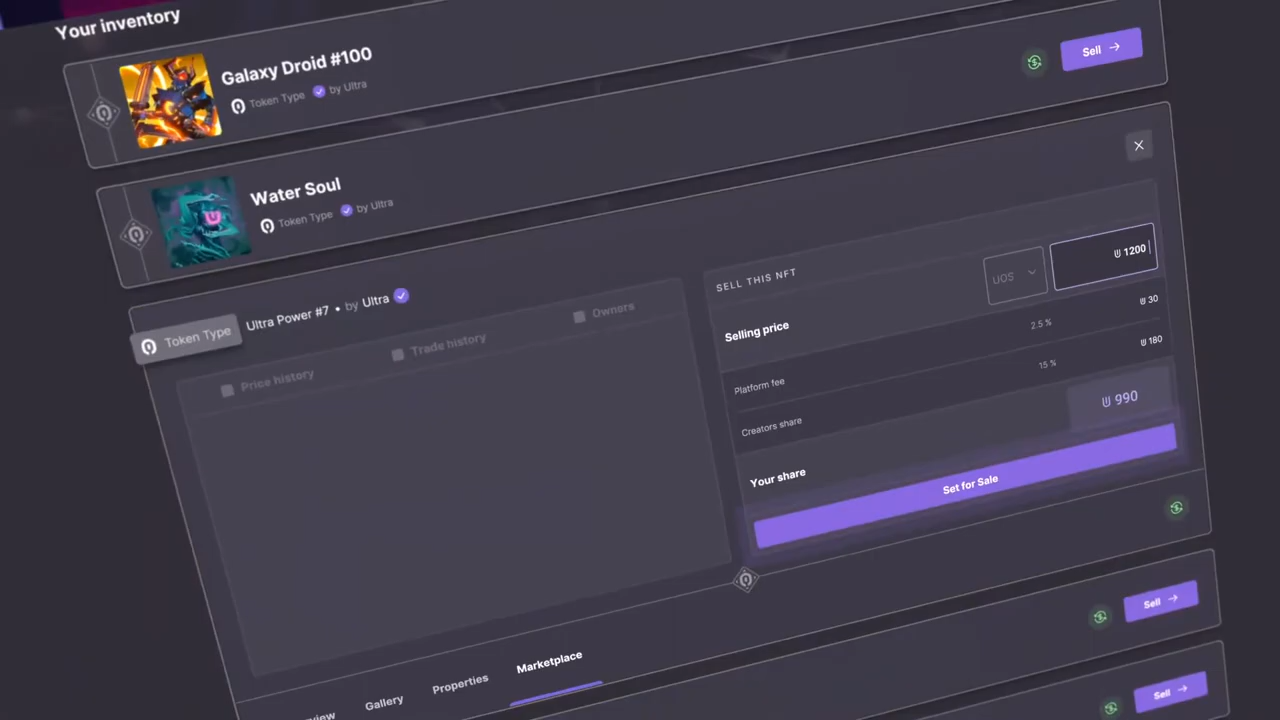 Your inventory
Galaxy Droid #100
Token Type by Ultra
Sell →
Water Soul
Token Type by Ultra
Token Type
Ultra Power #7 • by Ultra
Price history
Trade history
Owners
SELL THIS NFT
Selling price
UOS
1200
Platform fee
2.5 %
30
Creators share
15 %
180
Your share
990
Set for Sale
Gallery
Properties
Marketplace
Sell →
Sell →